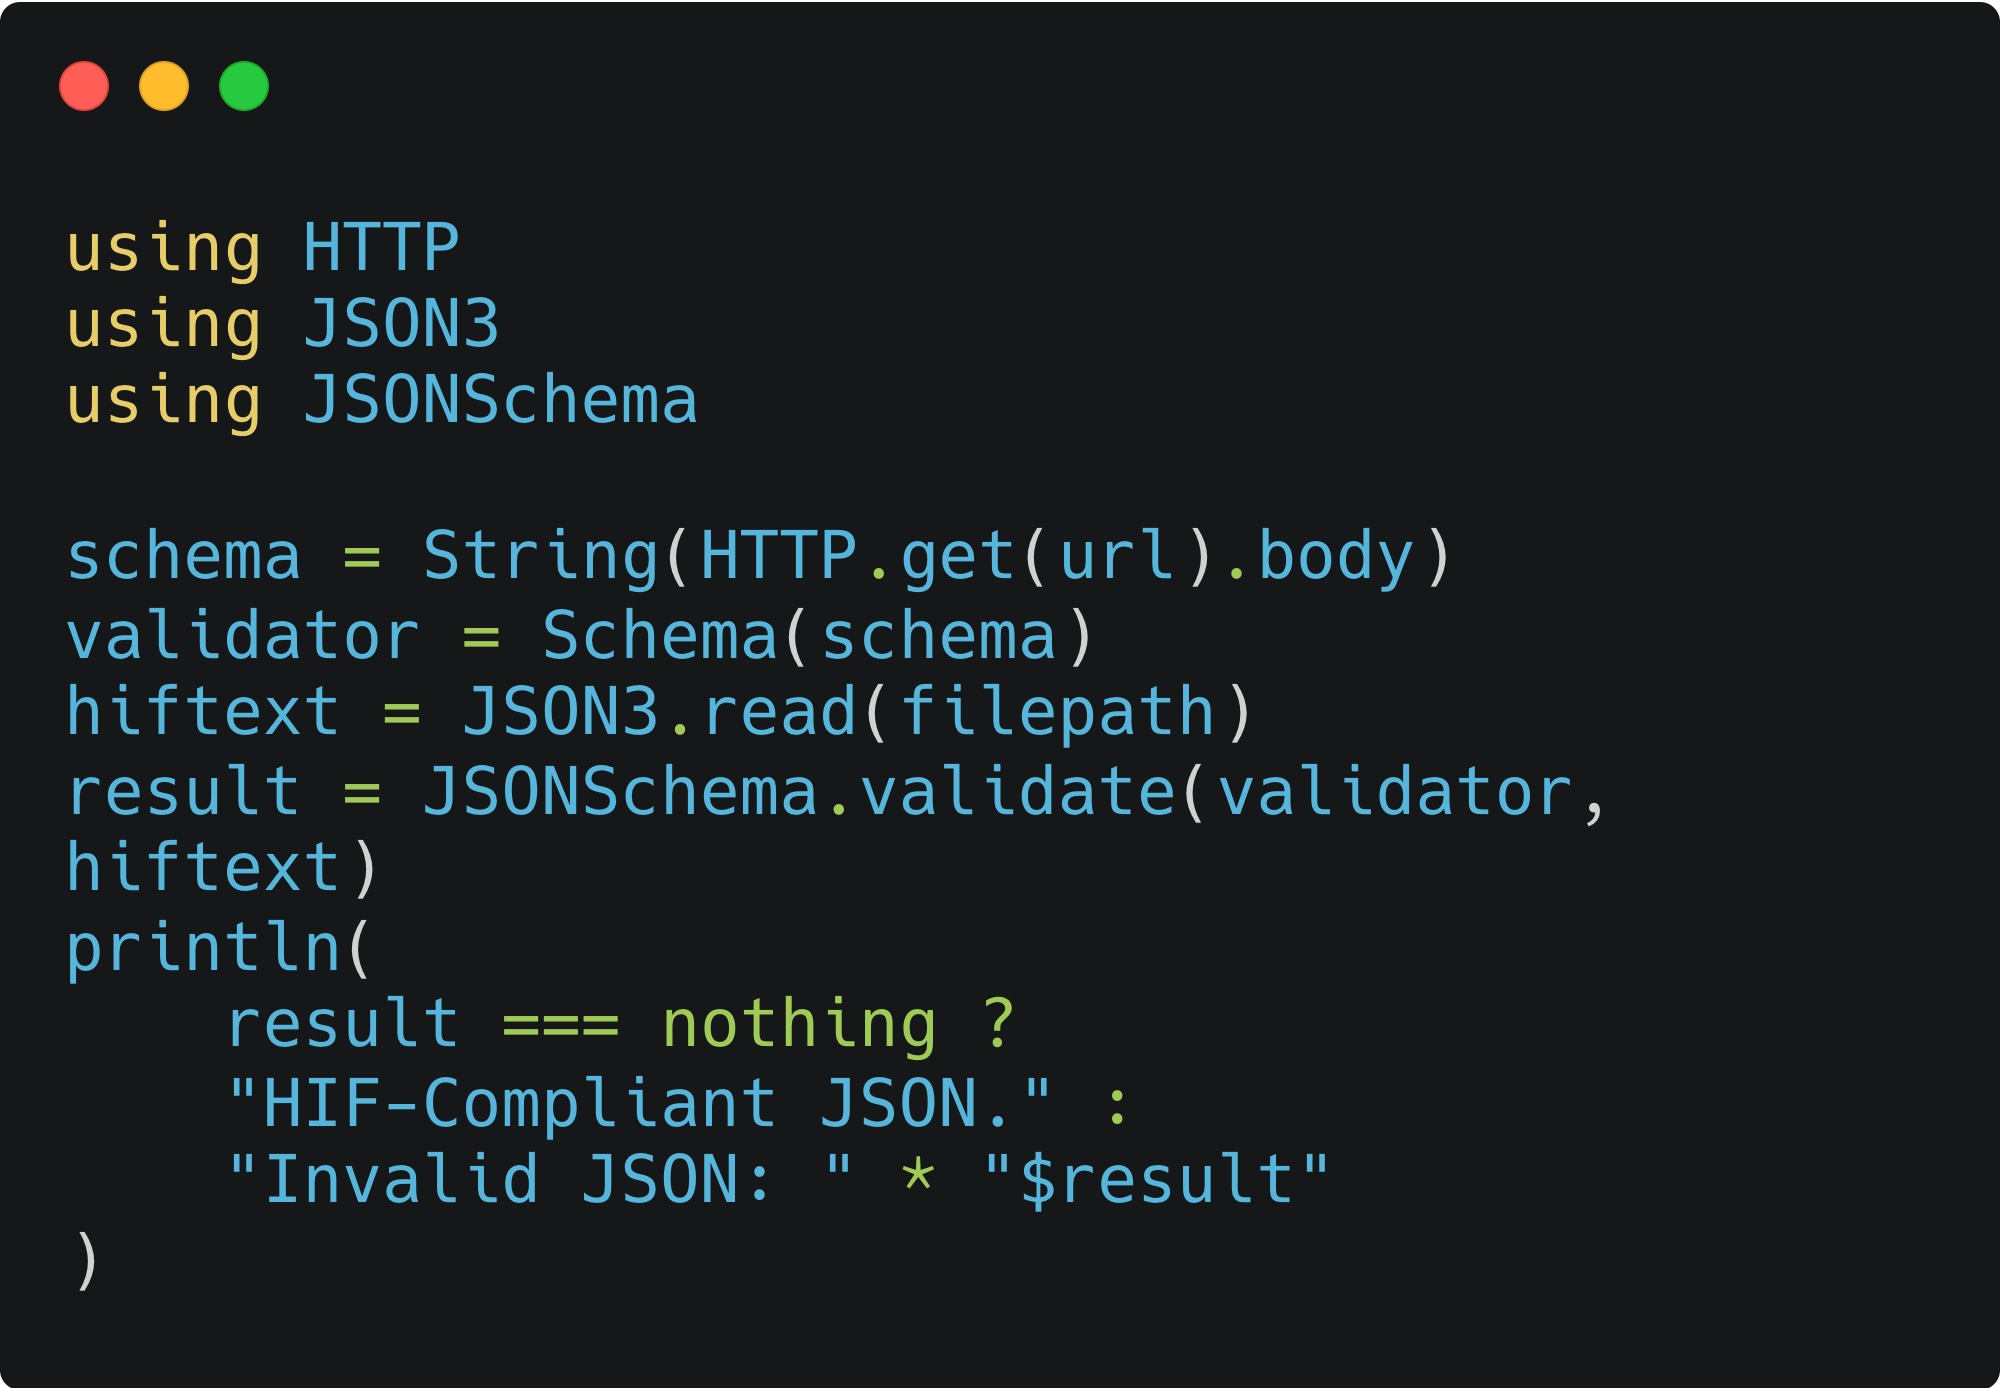 using HTTP
using JSON3
using JSONSchema

schema = String(HTTP.get(url).body)
validator = Schema(schema)
hiftext = JSON3.read(filepath)
result = JSONSchema.validate(validator,
hiftext)
println(
    result === nothing ?
    "HIF-Compliant JSON." :
    "Invalid JSON: " * "$result"
)